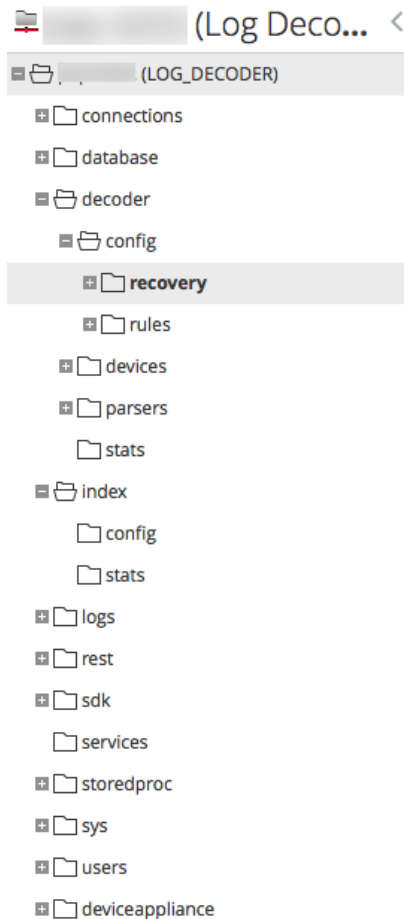 (Log Deco...
(LOG_DECODER)
connections
database
decoder
config
recovery
rules
devices
parsers
stats
index
config
stats
logs
rest
sdk
services
storedproc
sys
users
deviceappliance